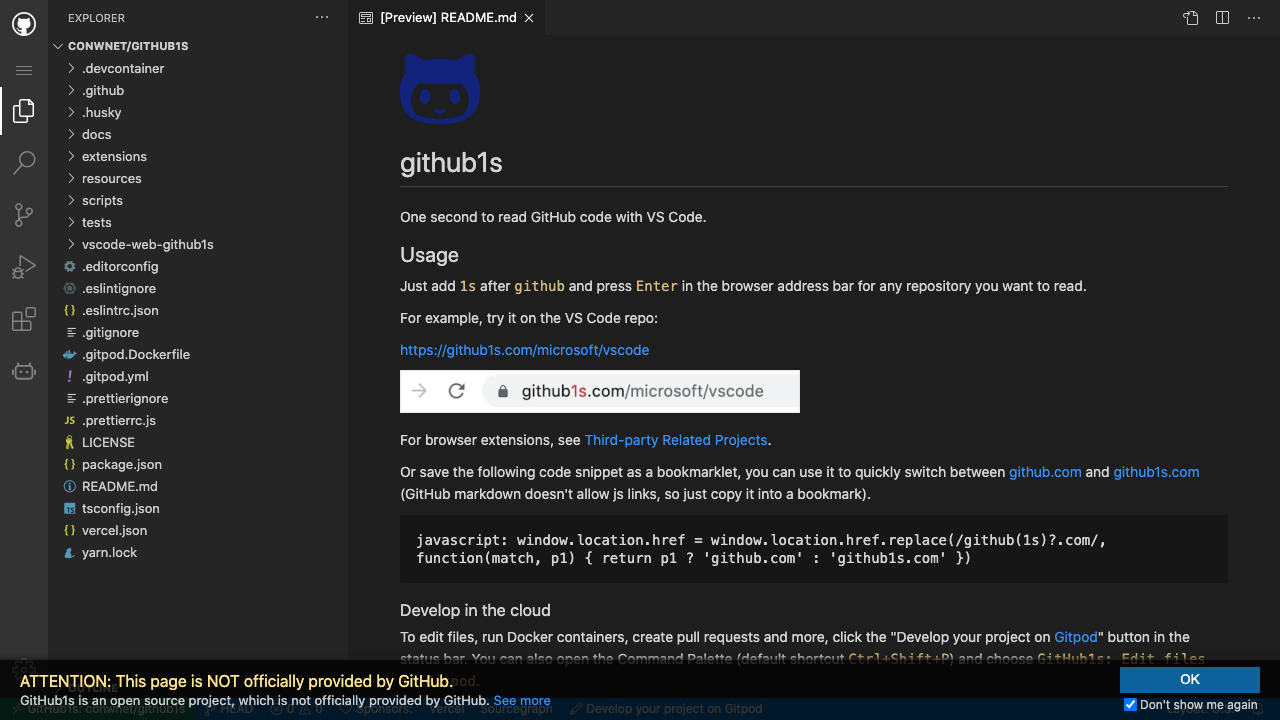 EXPLORER
[Preview] README.md
CONWNET/GITHUB1S
.devcontainer
.github
.husky
docs
extensions
resources
scripts
tests
vscode-web-github1s
.editorconfig
.eslintignore
{} .eslintrc.json
.gitignore
.gitpod.Dockerfile
! .gitpod.yml
.prettierignore
JS .prettierrc.js
LICENSE
{} package.json
README.md
TS tsconfig.json
{} vercel.json
yarn.lock
OUTLINE
github1s
One second to read GitHub code with VS Code.
Usage
Just add 1s after github and press Enter in the browser address bar for any repository you want to read.
For example, try it on the VS Code repo:
https://github1s.com/microsoft/vscode
github1s.com/microsoft/vscode
For browser extensions, see Third-party Related Projects.
Or save the following code snippet as a bookmarklet, you can use it to quickly switch between github.com and github1s.com
(GitHub markdown doesn't allow js links, so just copy it into a bookmark).
javascript: window.location.href = window.location.href.replace(/github(1s)?.com/,
function(match, p1) { return p1 ? 'github.com' : 'github1s.com' })
Develop in the cloud
To edit files, run Docker containers, create pull requests and more, click the "Develop your project on Gitpod" button in the
status bar. You can also open the Command Palette (default shortcut Ctrl+Shift+P) and choose GitHub1s: Edit files
ATTENTION: This page is NOT officially provided by GitHub.
GitHub1s is an open source project, which is not officially provided by GitHub. See more
OK
Don't show me again
GitHub1s: conwnet/github1s HEAD 0 0 Sponsors: Vercel Sourcegraph Develop your project on Gitpod